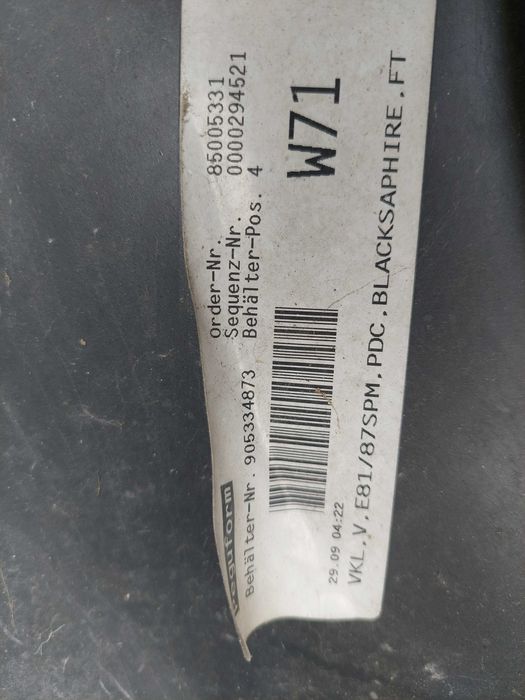 Peguform
Order-Nr. 85005331
Sequenz-Nr. 0000294521
Behälter-Nr. 905334873 Behälter-Pos. 4
W71
29.09 04:22
VKL.V.E81/87SPM.PDC.BLACKSAPHIRE.FT